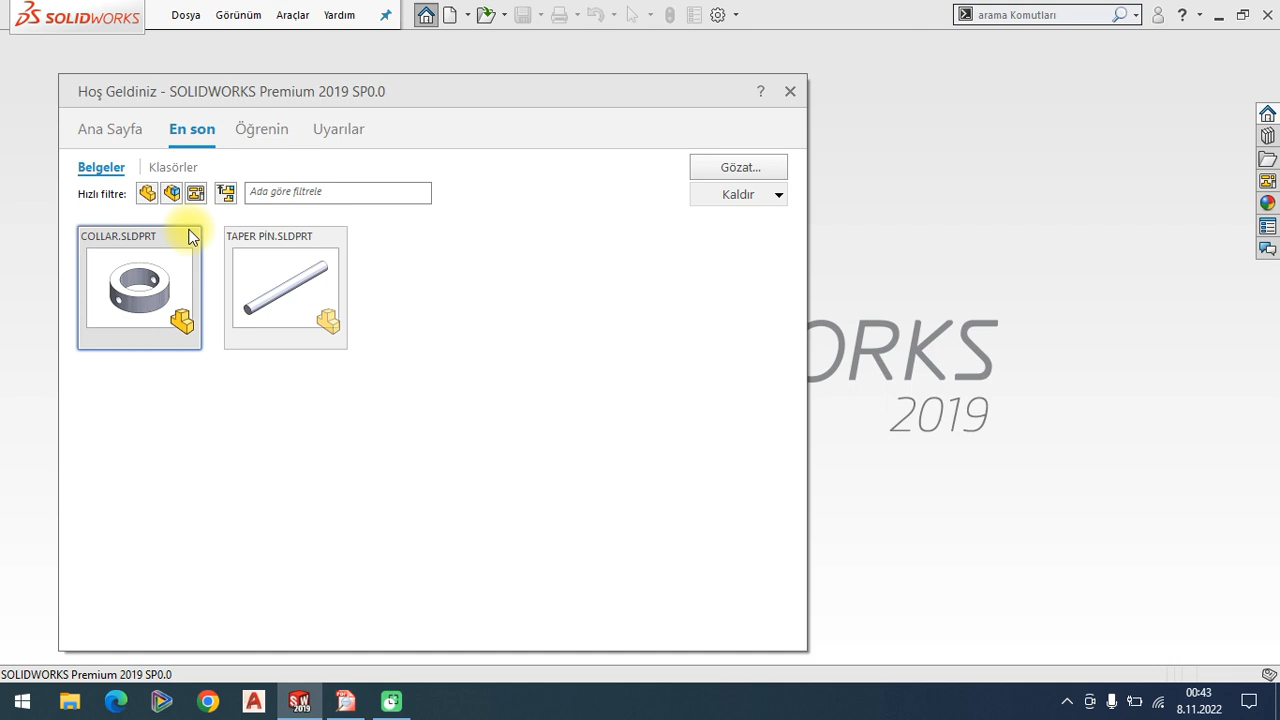 SOLIDWORKS
Dosya
Görünüm
Araçlar
Yardım
arama Komutları
?
Hoş Geldiniz - SOLIDWORKS Premium 2019 SP0.0
?
Ana Sayfa
En son
Öğrenin
Uyarılar
Belgeler
Klasörler
Gözat...
Hızlı filtre:
Ada göre filtrele
Kaldır
COLLAR.SLDPRT
TAPER PİN.SLDPRT
ORKS
2019
SOLIDWORKS Premium 2019 SP0.0
A
SW
2019
00:43
8.11.2022